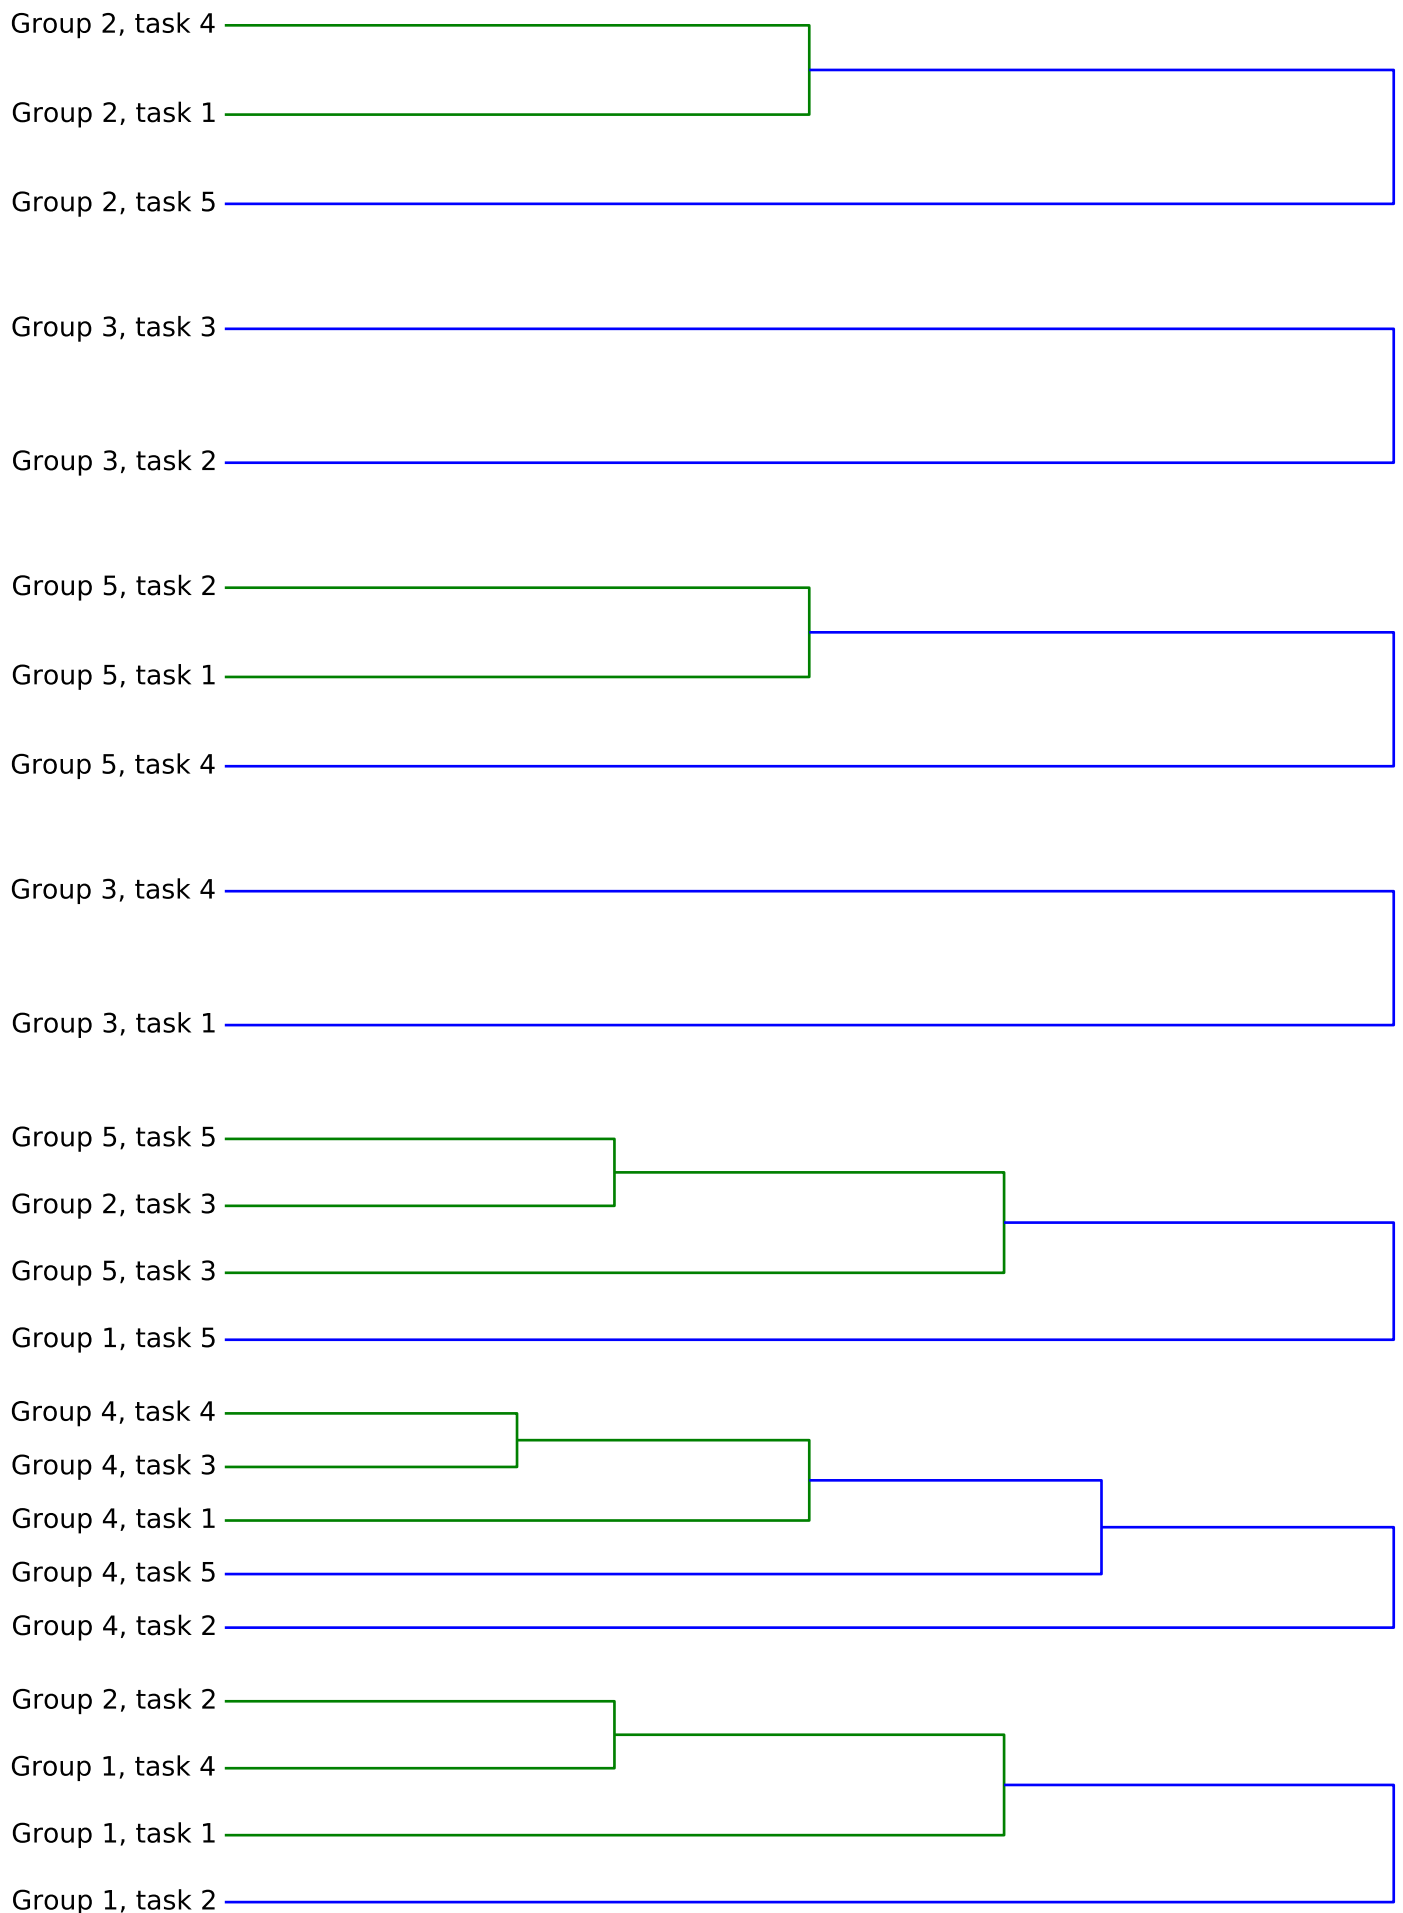 Group 2, task 4
Group 2, task 1
Group 2, task 5
Group 3, task 3
Group 3, task 2
Group 5, task 2
Group 5, task 1
Group 5, task 4
Group 3, task 4
Group 3, task 1
Group 5, task 5
Group 2, task 3
Group 5, task 3
Group 1, task 5
Group 4, task 4
Group 4, task 3
Group 4, task 1
Group 4, task 5
Group 4, task 2
Group 2, task 2
Group 1, task 4
Group 1, task 1
Group 1, task 2